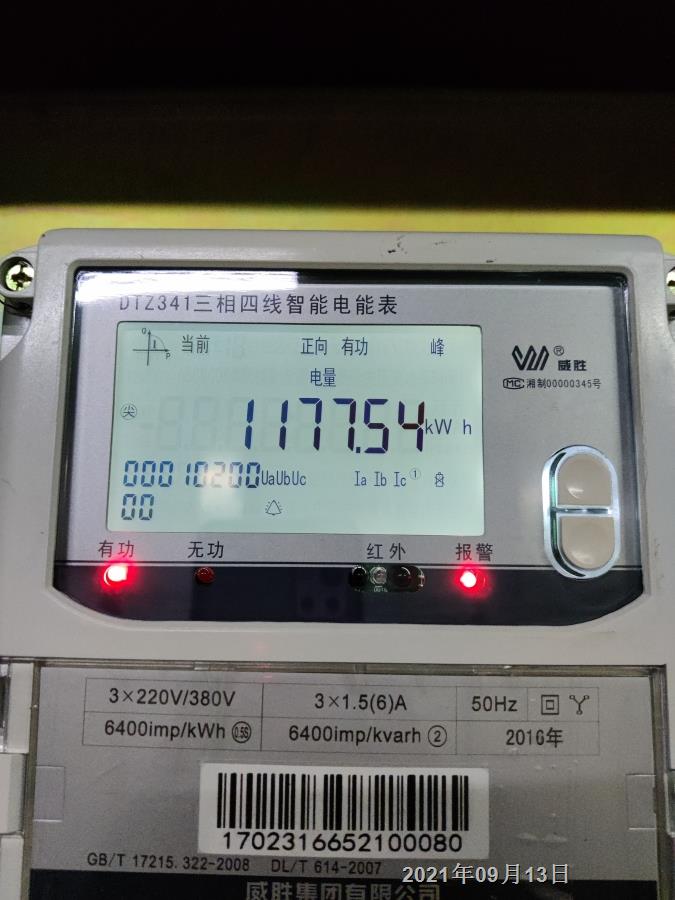 DTZ341三相四线智能电能表
Q
P
当前 正向 有功 峰
电量
尖
1177.54 kW h
00010200 UaUbUc Ia Ib Ic ①
00
威胜®
MC 湘制00000345号
有功 无功 红外 报警
3×220V/380V 3×1.5(6)A 50Hz
6400imp/kWh 0.5S 6400imp/kvarh ② 2016年
1702316652100080
GB/T 17215.322-2008 DL/T 614-2007
2021年09月13日
威胜集团有限公司